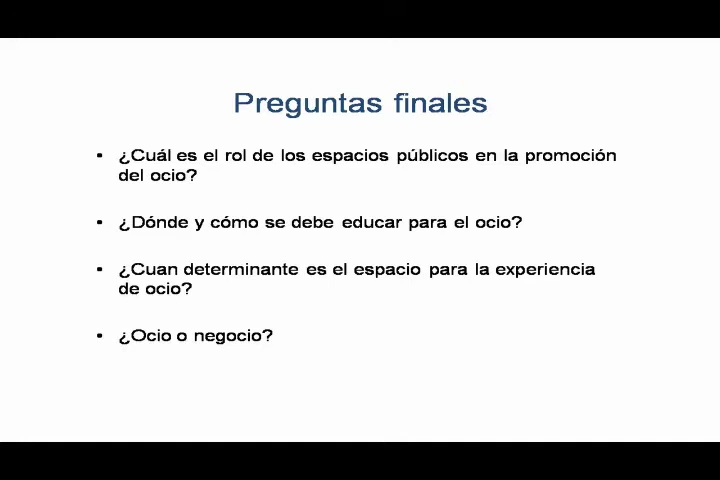 Preguntas finales
• ¿Cuál es el rol de los espacios públicos en la promoción
del ocio?
• ¿Dónde y cómo se debe educar para el ocio?
• ¿Cuan determinante es el espacio para la experiencia
de ocio?
• ¿Ocio o negocio?